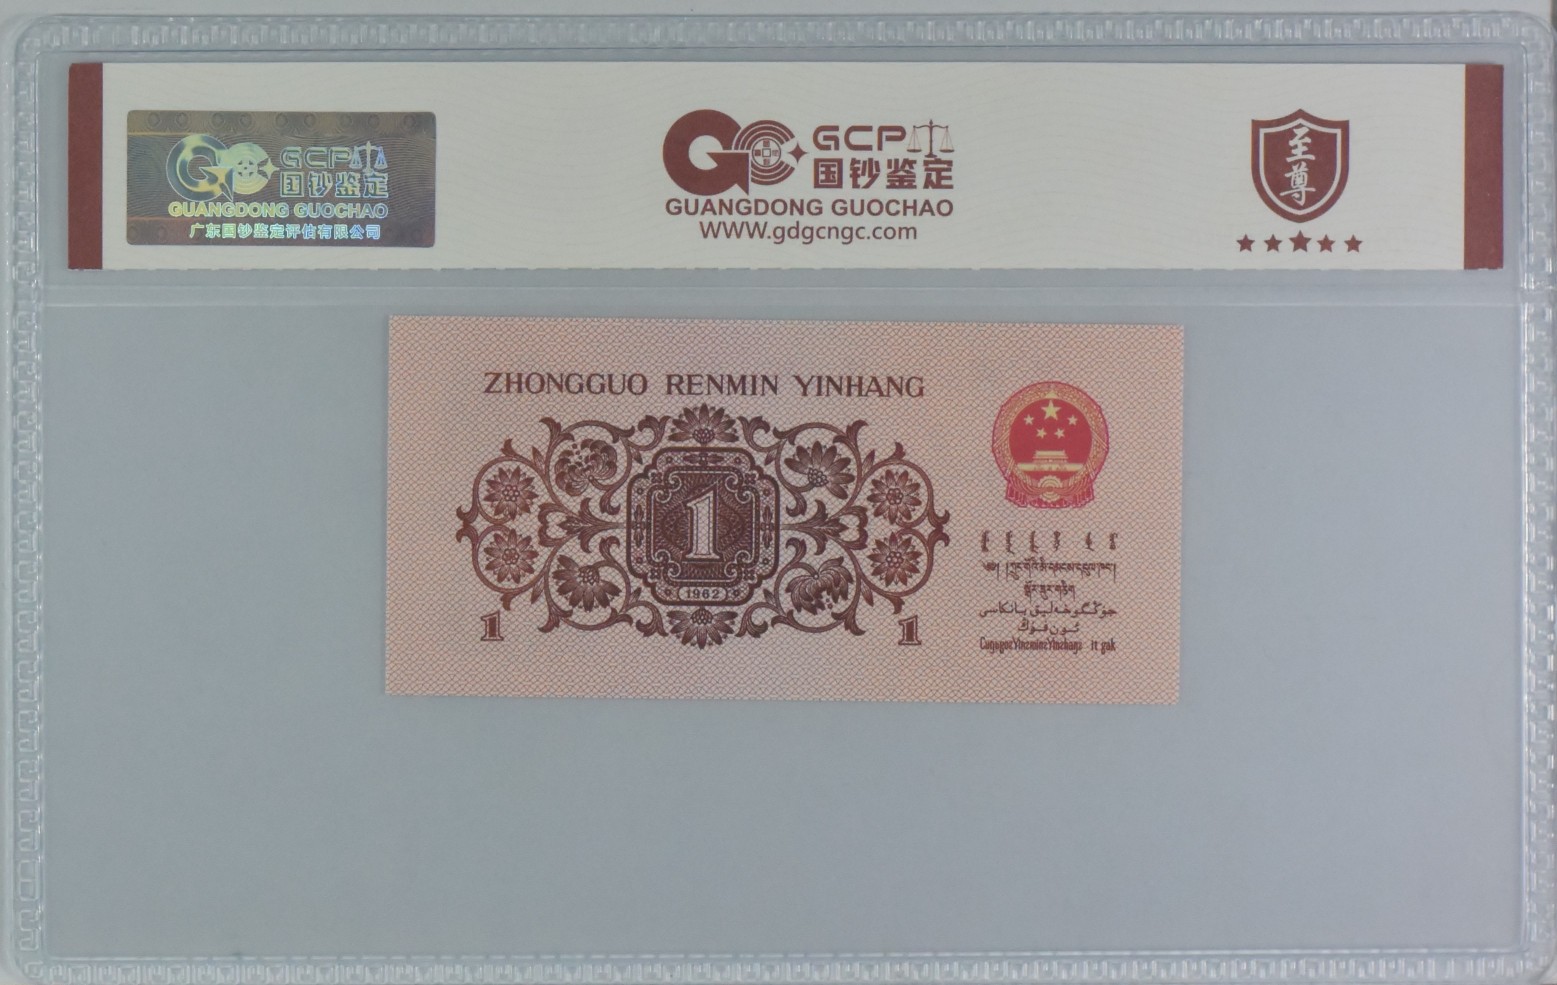 GCP
国钞鉴定
GUANGDONG GUOCHAO
广东国钞鉴定评估有限公司
GCP
国钞鉴定
GUANGDONG GUOCHAO
WWW.gdgcngc.com
至尊
ZHONGGUO RENMIN YINHANG
1
1962
1
1
جۇڭگوخەلىق بانكاسى